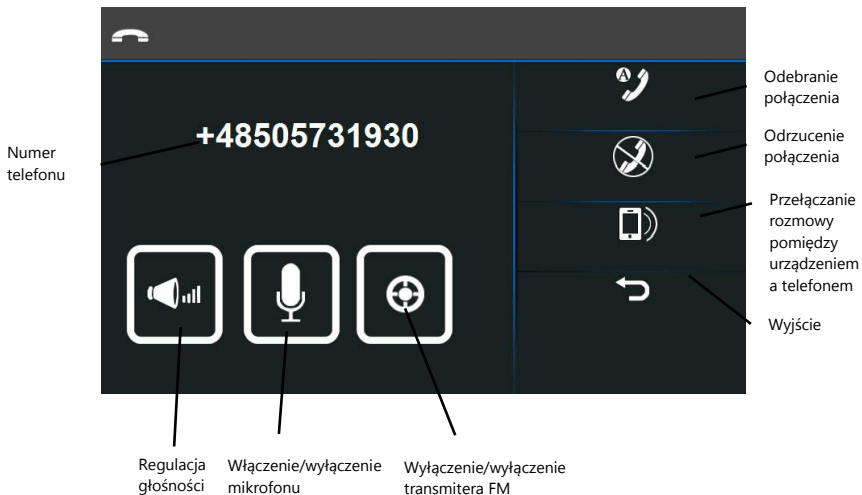 +48505731930
A
Numer
telefonu
Odebranie
połączenia
Odrzucenie
połączenia
Przełączanie
rozmowy
pomiędzy
urządzeniem
a telefonem
Wyjście
Regulacja
głośności
Włączenie/wyłączenie
mikrofonu
Wyłączenie/wyłączenie
transmitera FM